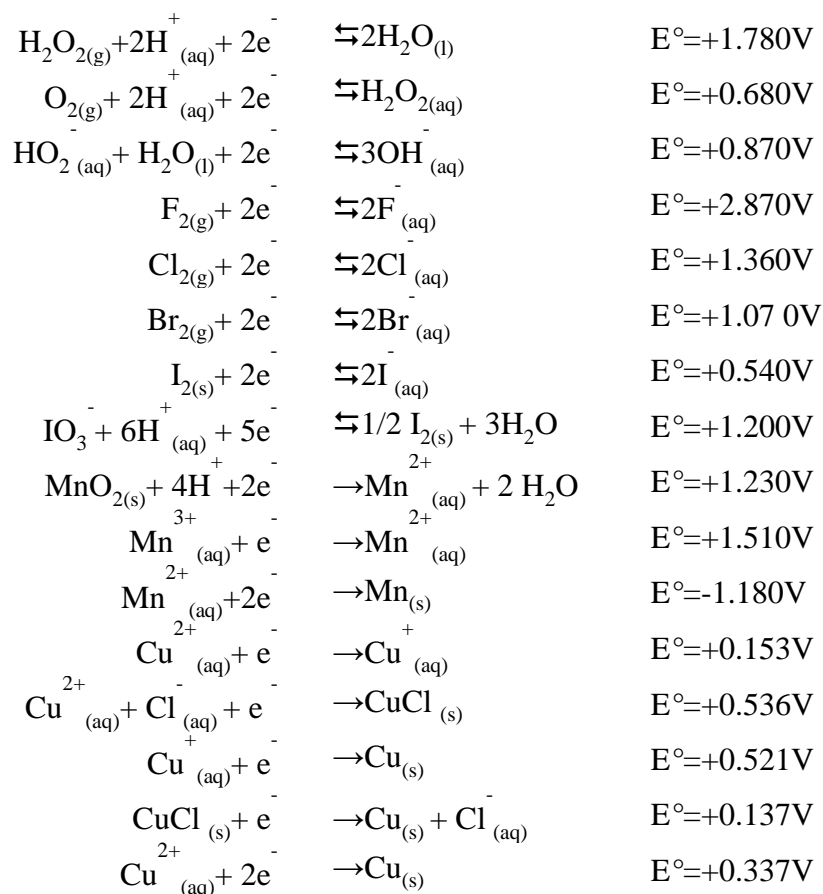 H₂O₂₍g₎+2H⁺₍aq₎+ 2e⁻ ⇆2H₂O₍l₎ E°=+1.780V
O₂₍g₎+ 2H⁺₍aq₎+ 2e⁻ ⇆H₂O₂₍aq₎ E°=+0.680V
HO₂⁻₍aq₎+ H₂O₍l₎+ 2e⁻ ⇆3OH⁻₍aq₎ E°=+0.870V
F₂₍g₎+ 2e⁻ ⇆2F⁻₍aq₎ E°=+2.870V
Cl₂₍g₎+ 2e⁻ ⇆2Cl⁻₍aq₎ E°=+1.360V
Br₂₍g₎+ 2e⁻ ⇆2Br⁻₍aq₎ E°=+1.07 0V
I₂₍s₎+ 2e⁻ ⇆2I⁻₍aq₎ E°=+0.540V
IO₃⁻+ 6H⁺₍aq₎ + 5e⁻ ⇆1/2 I₂₍s₎ + 3H₂O E°=+1.200V
MnO₂₍s₎+ 4H⁺+2e⁻ →Mn²⁺₍aq₎ + 2 H₂O E°=+1.230V
Mn³⁺₍aq₎+ e⁻ →Mn²⁺₍aq₎ E°=+1.510V
Mn²⁺₍aq₎+2e⁻ →Mn₍s₎ E°=-1.180V
Cu²⁺₍aq₎+ e⁻ →Cu⁺₍aq₎ E°=+0.153V
Cu²⁺₍aq₎+ Cl⁻₍aq₎ + e⁻ →CuCl ₍s₎ E°=+0.536V
Cu⁺₍aq₎+ e⁻ →Cu₍s₎ E°=+0.521V
CuCl ₍s₎+ e⁻ →Cu₍s₎ + Cl⁻₍aq₎ E°=+0.137V
Cu²⁺₍aq₎+ 2e⁻ →Cu₍s₎ E°=+0.337V